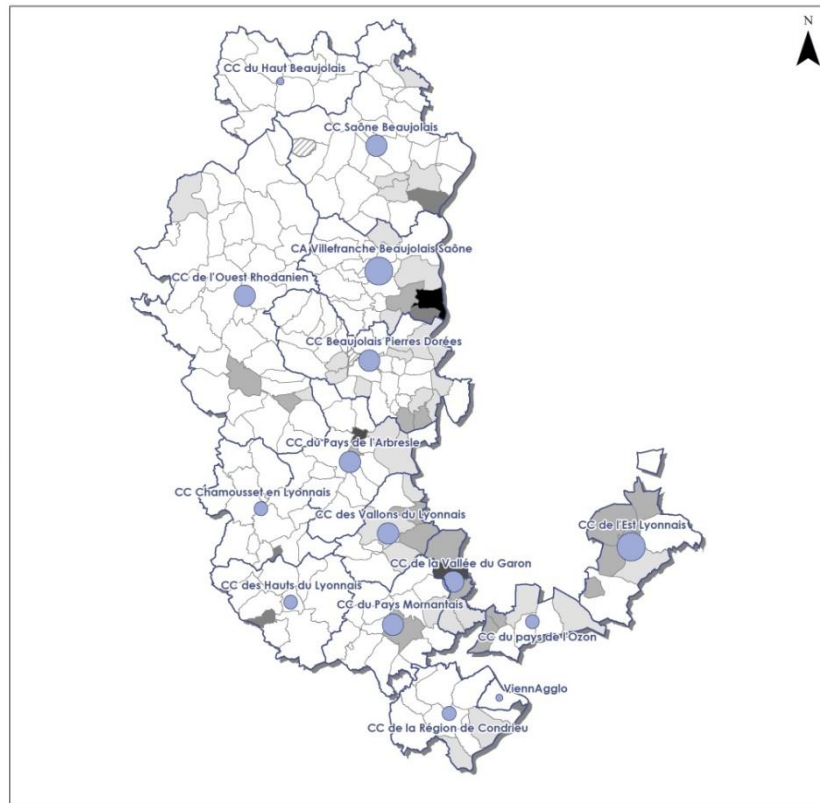 N
CC du Haut Beaujolais
CC Saône Beaujolais
CA Villefranche Beaujolais Saône
CC de l'Ouest Rhodanien
CC Beaujolais Pierres Dorées
CC du Pays de l'Arbresle
CC Chamousset en Lyonnais
CC des Vallons du Lyonnais
CC de l'Est Lyonnais
CC de la Vallée du Garon
CC des Hauts du Lyonnais
CC du Pays Mornantais
CC du pays de l'Ozon
ViennAgglo
CC de la Région de Condrieu